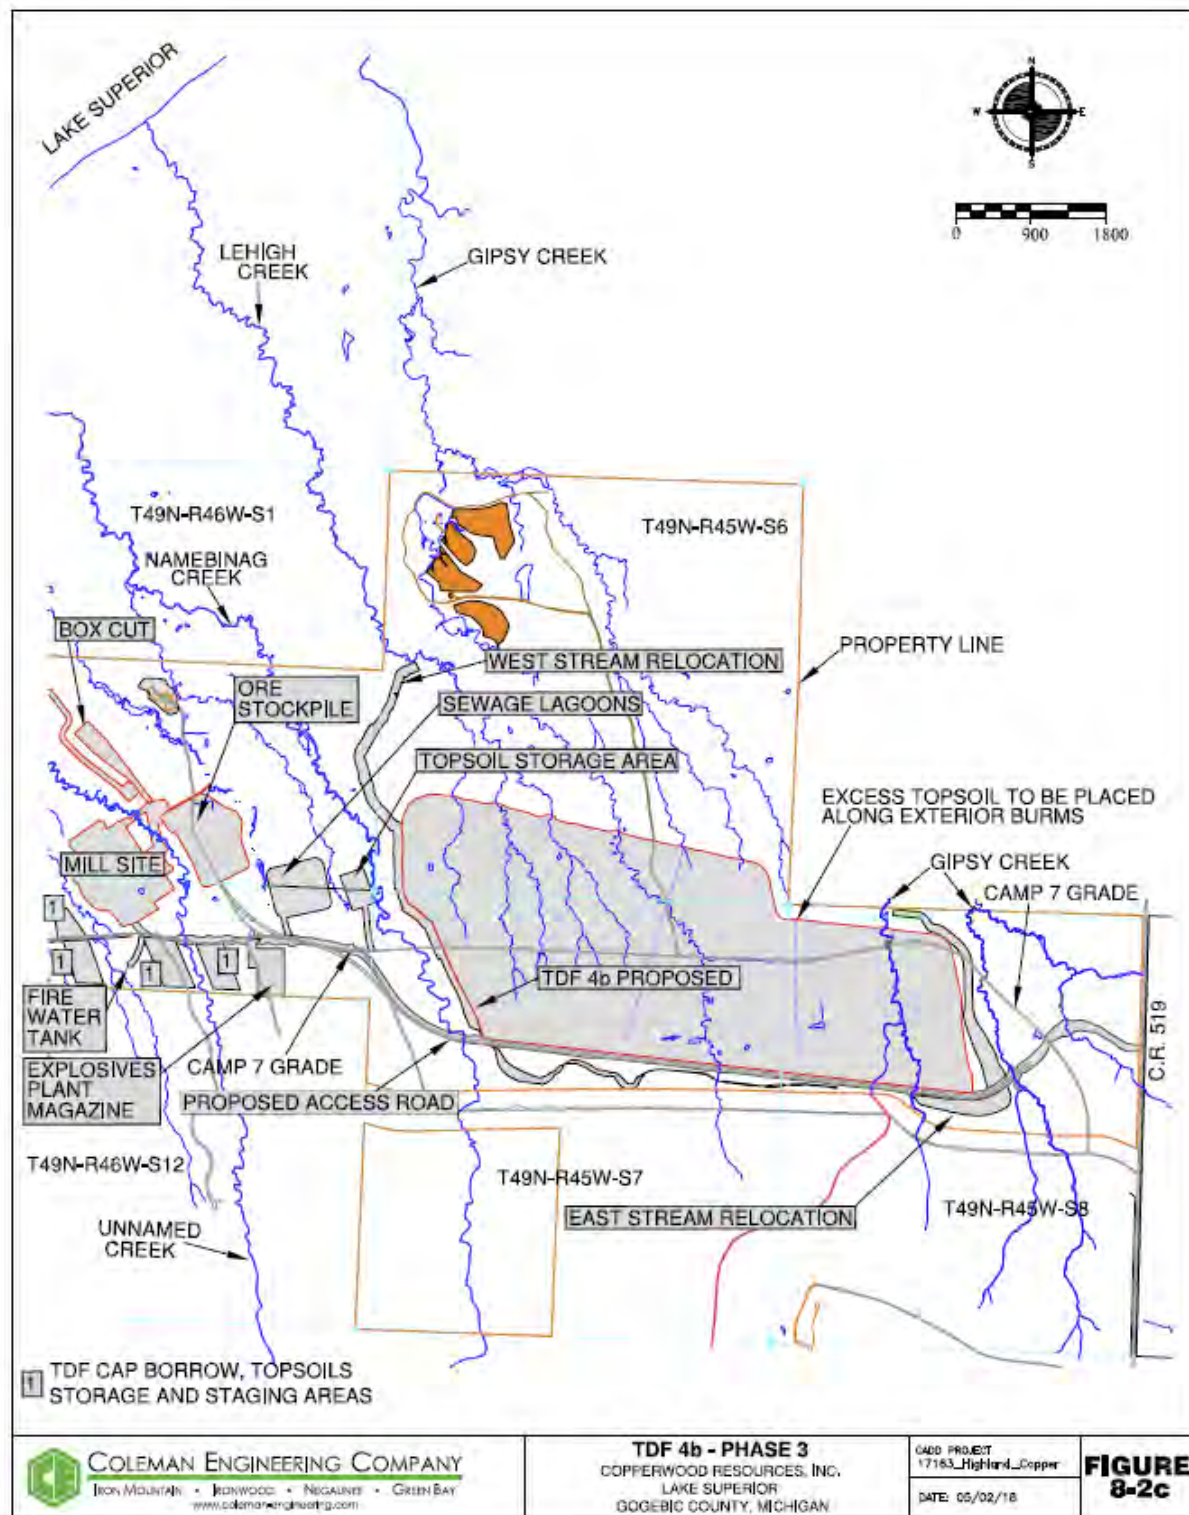 LAKE SUPERIOR
N
W E
S
0 900 1800
LEHIGH
CREEK
GIPSY CREEK
T49N-R46W-S1
T49N-R45W-S6
NAMEBINAG
CREEK
BOX CUT
WEST STREAM RELOCATION
PROPERTY LINE
ORE
STOCKPILE
SEWAGE LAGOONS
TOPSOIL STORAGE AREA
EXCESS TOPSOIL TO BE PLACED
ALONG EXTERIOR BURMS
MILL SITE
GIPSY CREEK
CAMP 7 GRADE
1
1
1
1
TDF 4b PROPOSED
FIRE
WATER
TANK
C.R. 519
EXPLOSIVES
PLANT
MAGAZINE
CAMP 7 GRADE
PROPOSED ACCESS ROAD
T49N-R46W-S12
T49N-R45W-S7
EAST STREAM RELOCATION
T49N-R45W-S8
UNNAMED
CREEK
1 TDF CAP BORROW, TOPSOILS
STORAGE AND STAGING AREAS
COLEMAN ENGINEERING COMPANY
IRON MOUNTAIN • IRONWOOD • NEGAUNEE • GREEN BAY
www.coleman-engineering.com
TDF 4b - PHASE 3
COPPERWOOD RESOURCES, INC.
LAKE SUPERIOR
GOGEBIC COUNTY, MICHIGAN
CADD PROJECT
17163_Highland_Copper
DATE: 05/02/18
FIGURE
8-2c